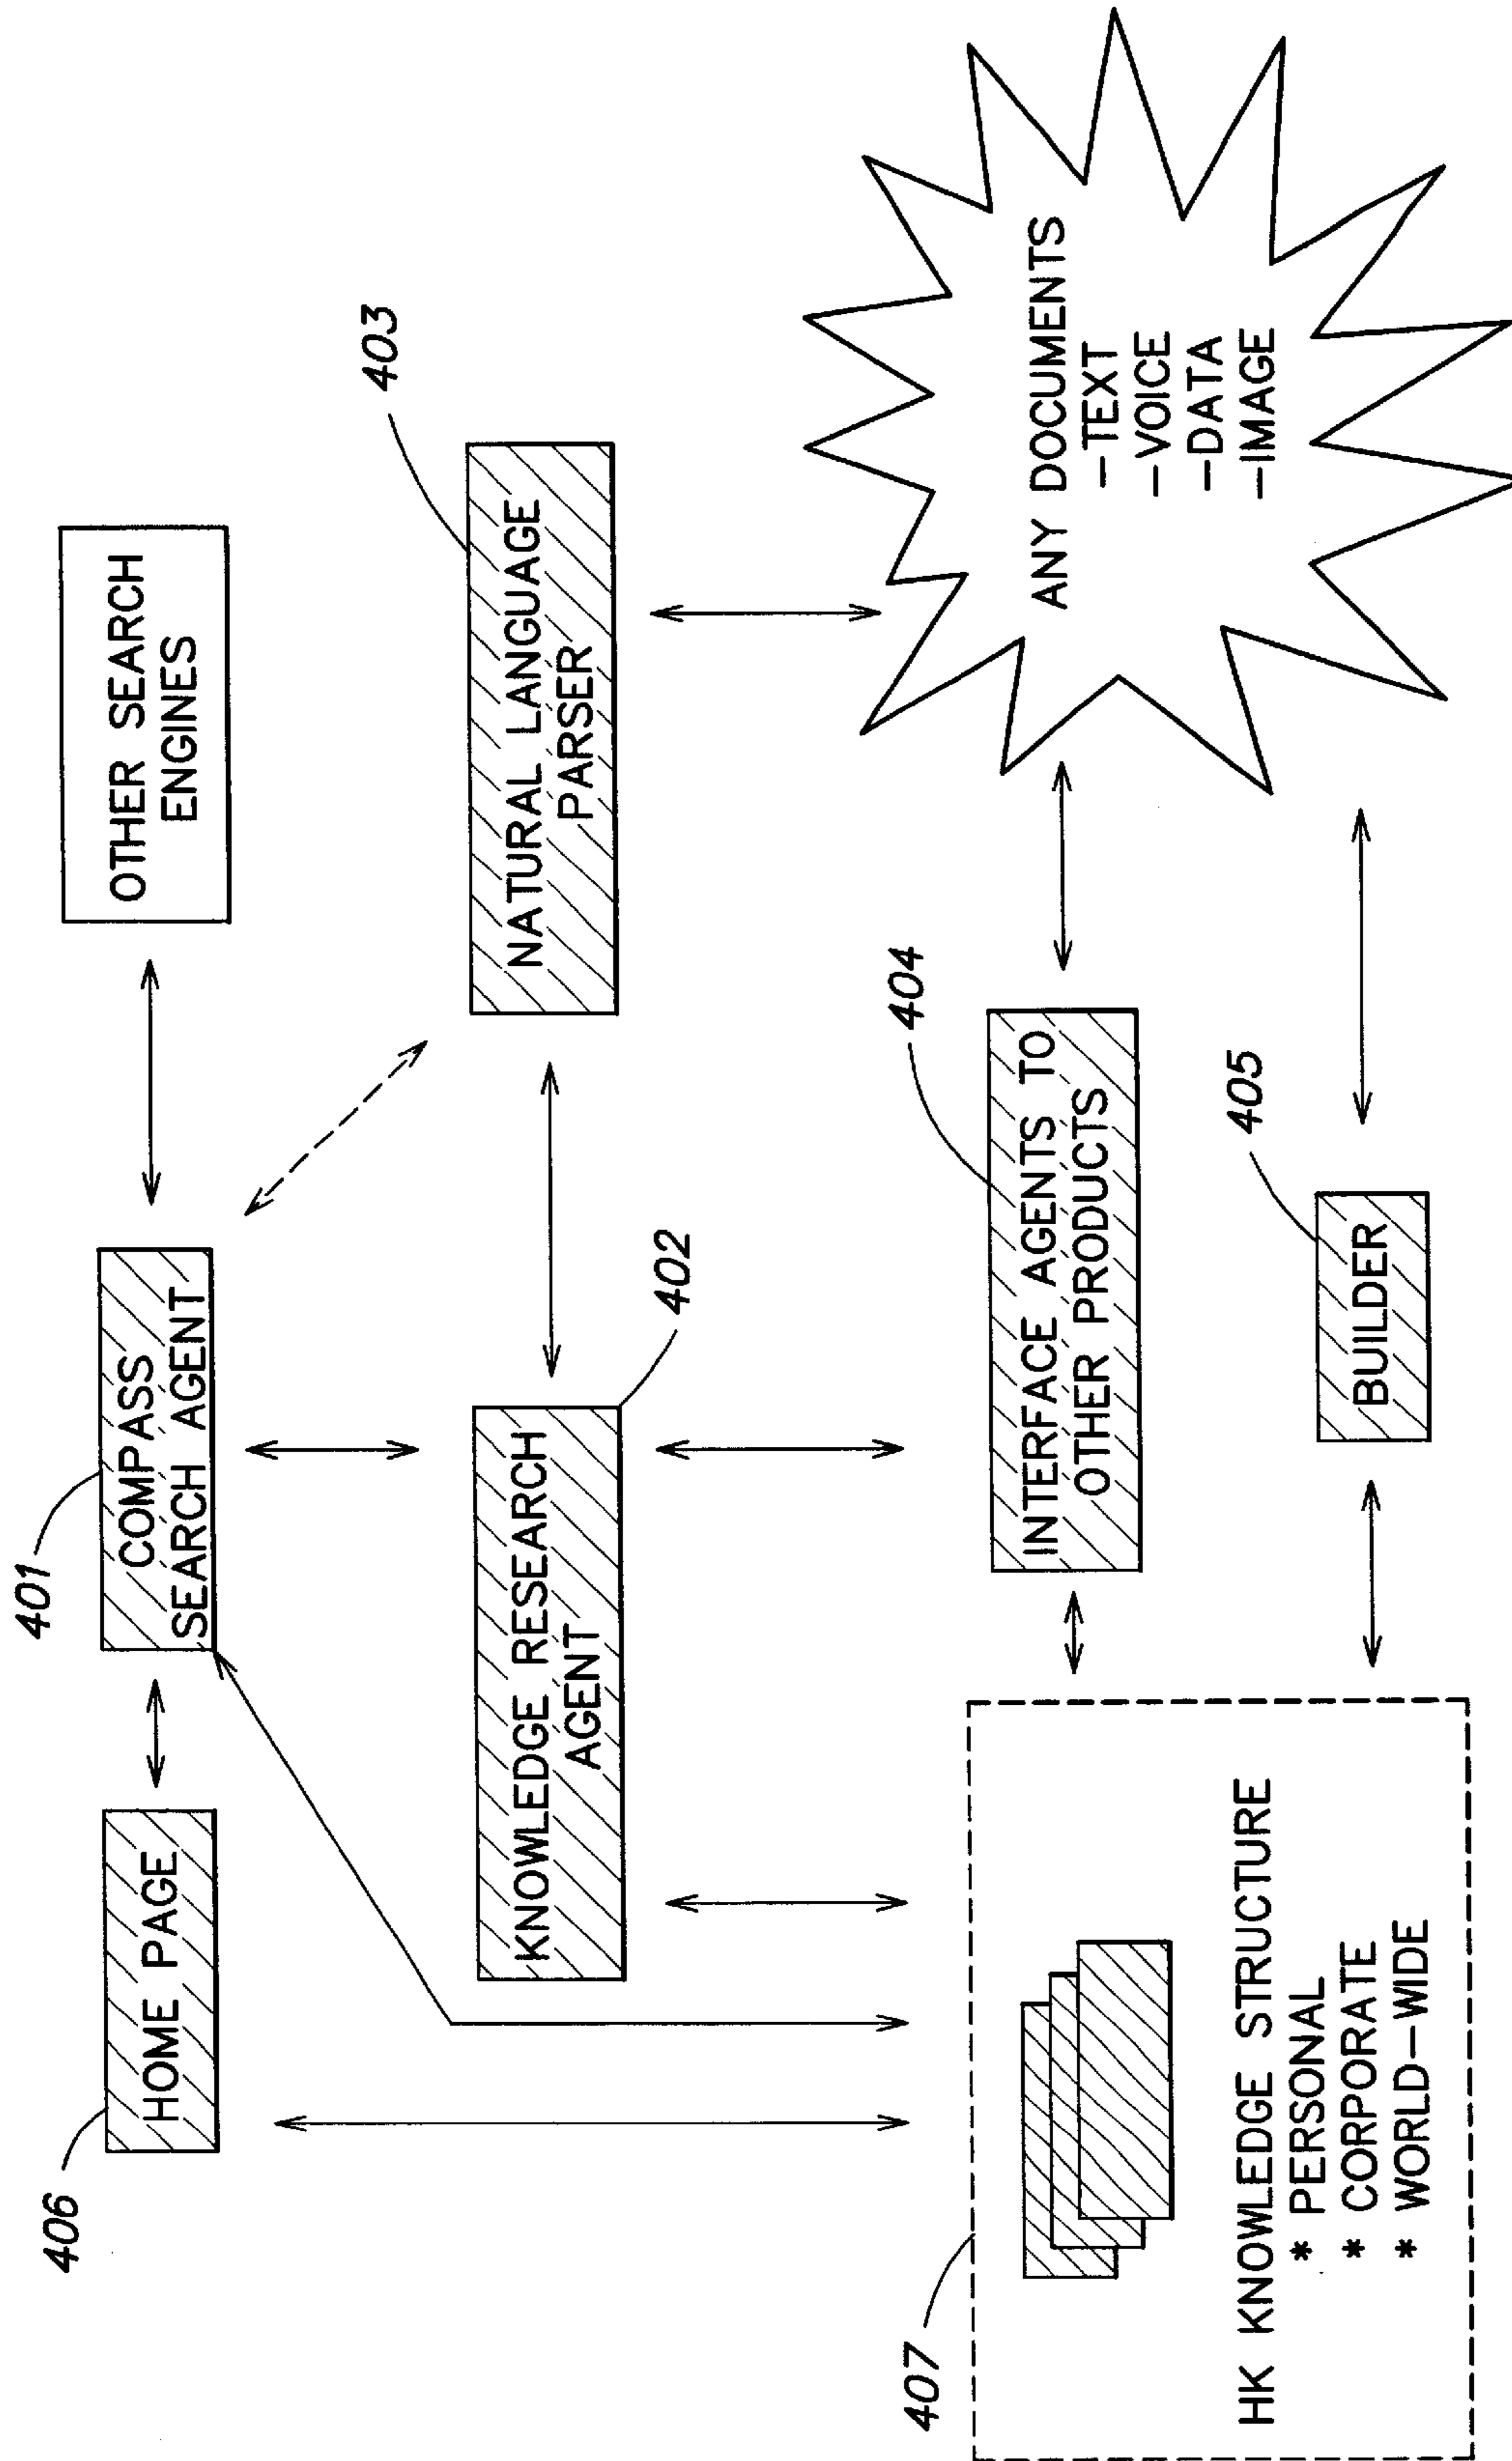 406
HOME PAGE
401
COMPASS
SEARCH AGENT
OTHER SEARCH
ENGINES
KNOWLEDGE RESEARCH
AGENT
402
NATURAL LANGUAGE
PARSER
403
407
HK KNOWLEDGE STRUCTURE
* PERSONAL
* CORPORATE
* WORLD-WIDE
INTERFACE AGENTS TO
OTHER PRODUCTS
404
BUILDER
405
ANY DOCUMENTS
-TEXT
-VOICE
-DATA
-IMAGE